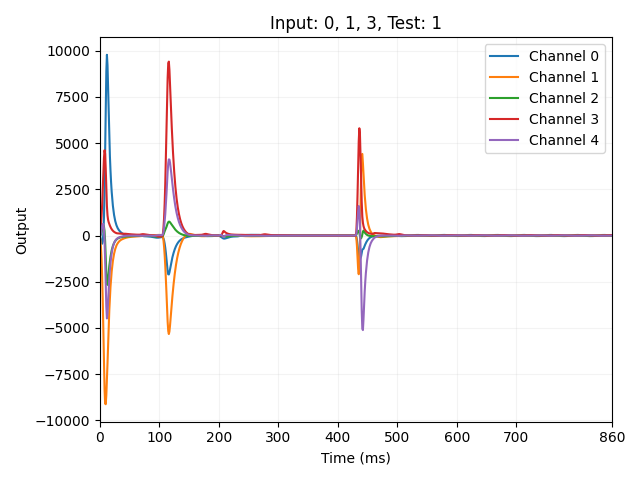 Input: 0, 1, 3, Test: 1
10000
7500
5000
2500
0
−2500
−5000
−7500
−10000
Output
Channel 0
Channel 1
Channel 2
Channel 3
Channel 4
0 100 200 300 400 500 600 700 860
Time (ms)